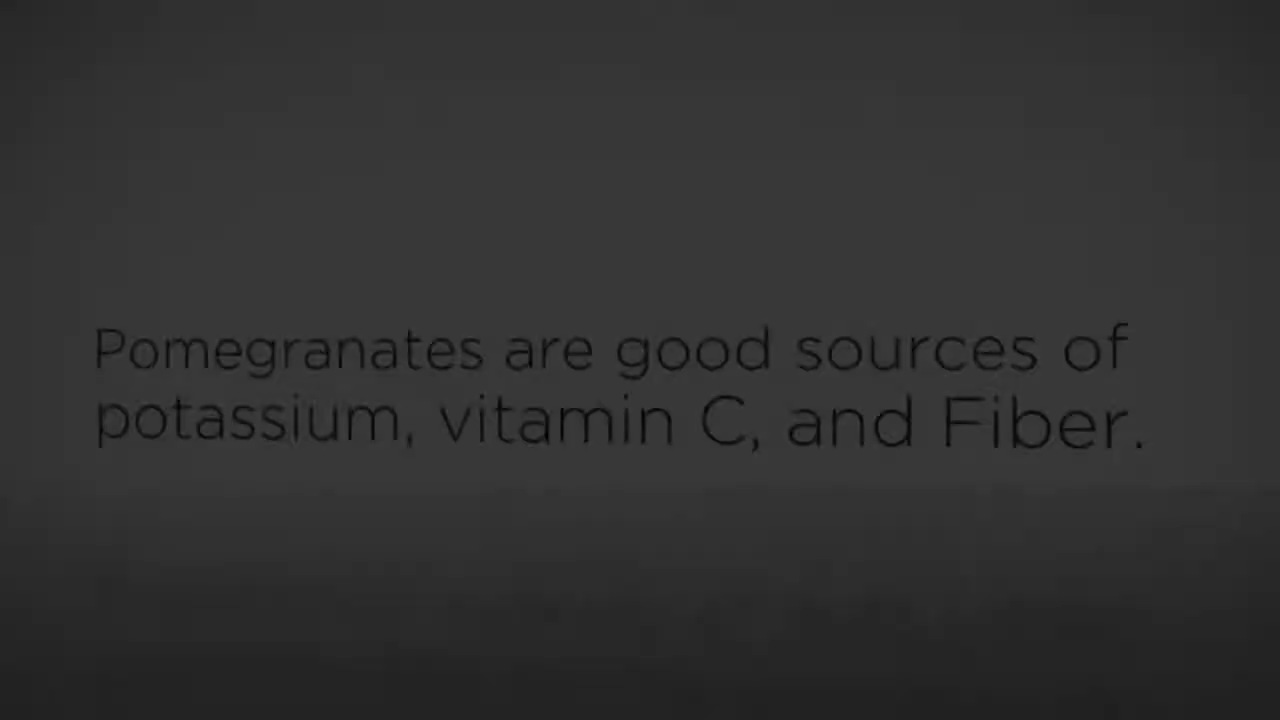 Pomegranates are good sources of
potassium, vitamin C, and Fiber.